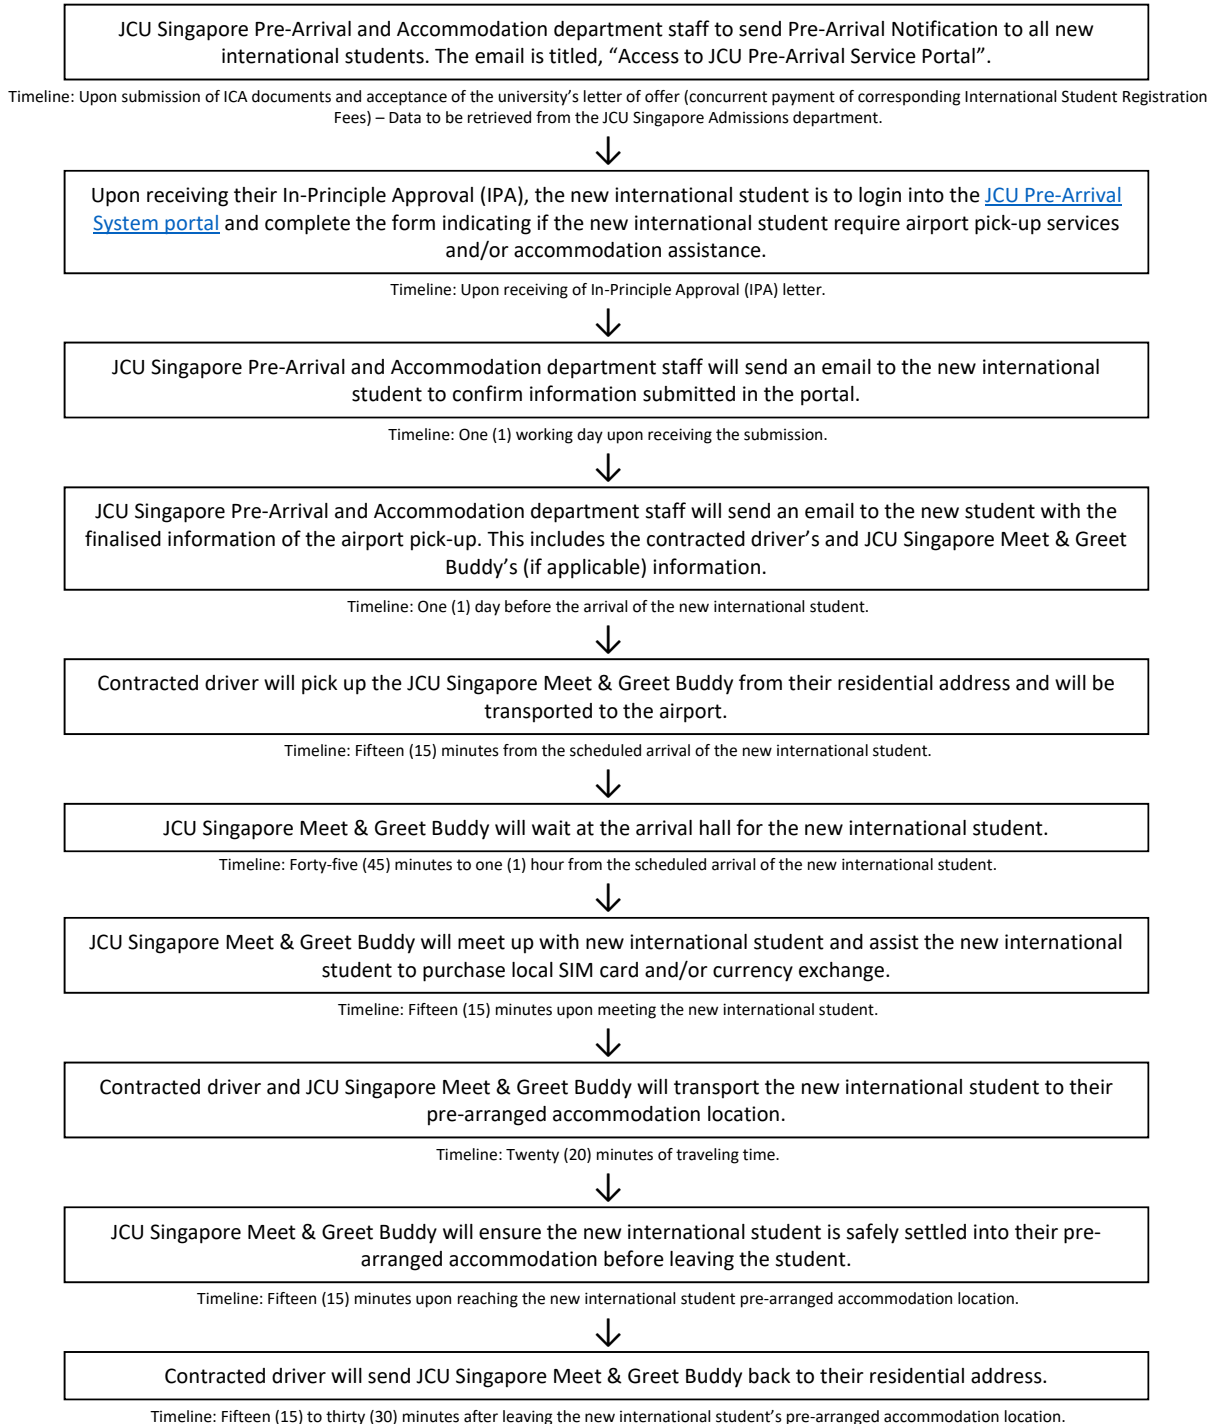 JCU Singapore Pre-Arrival and Accommodation department staff to send Pre-Arrival Notification to all new
international students. The email is titled, “Access to JCU Pre-Arrival Service Portal”.
Timeline: Upon submission of ICA documents and acceptance of the university’s letter of offer (concurrent payment of corresponding International Student Registration
Fees) – Data to be retrieved from the JCU Singapore Admissions department.
Upon receiving their In-Principle Approval (IPA), the new international student is to login into the JCU Pre-Arrival
System portal and complete the form indicating if the new international student require airport pick-up services
and/or accommodation assistance.
Timeline: Upon receiving of In-Principle Approval (IPA) letter.
JCU Singapore Pre-Arrival and Accommodation department staff will send an email to the new international
student to confirm information submitted in the portal.
Timeline: One (1) working day upon receiving the submission.
JCU Singapore Pre-Arrival and Accommodation department staff will send an email to the new student with the
finalised information of the airport pick-up. This includes the contracted driver’s and JCU Singapore Meet & Greet
Buddy’s (if applicable) information.
Timeline: One (1) day before the arrival of the new international student.
Contracted driver will pick up the JCU Singapore Meet & Greet Buddy from their residential address and will be
transported to the airport.
Timeline: Fifteen (15) minutes from the scheduled arrival of the new international student.
JCU Singapore Meet & Greet Buddy will wait at the arrival hall for the new international student.
Timeline: Forty-five (45) minutes to one (1) hour from the scheduled arrival of the new international student.
JCU Singapore Meet & Greet Buddy will meet up with new international student and assist the new international
student to purchase local SIM card and/or currency exchange.
Timeline: Fifteen (15) minutes upon meeting the new international student.
Contracted driver and JCU Singapore Meet & Greet Buddy will transport the new international student to their
pre-arranged accommodation location.
Timeline: Twenty (20) minutes of traveling time.
JCU Singapore Meet & Greet Buddy will ensure the new international student is safely settled into their pre-
arranged accommodation before leaving the student.
Timeline: Fifteen (15) minutes upon reaching the new international student pre-arranged accommodation location.
Contracted driver will send JCU Singapore Meet & Greet Buddy back to their residential address.
Timeline: Fifteen (15) to thirty (30) minutes after leaving the new international student’s pre-arranged accommodation location.